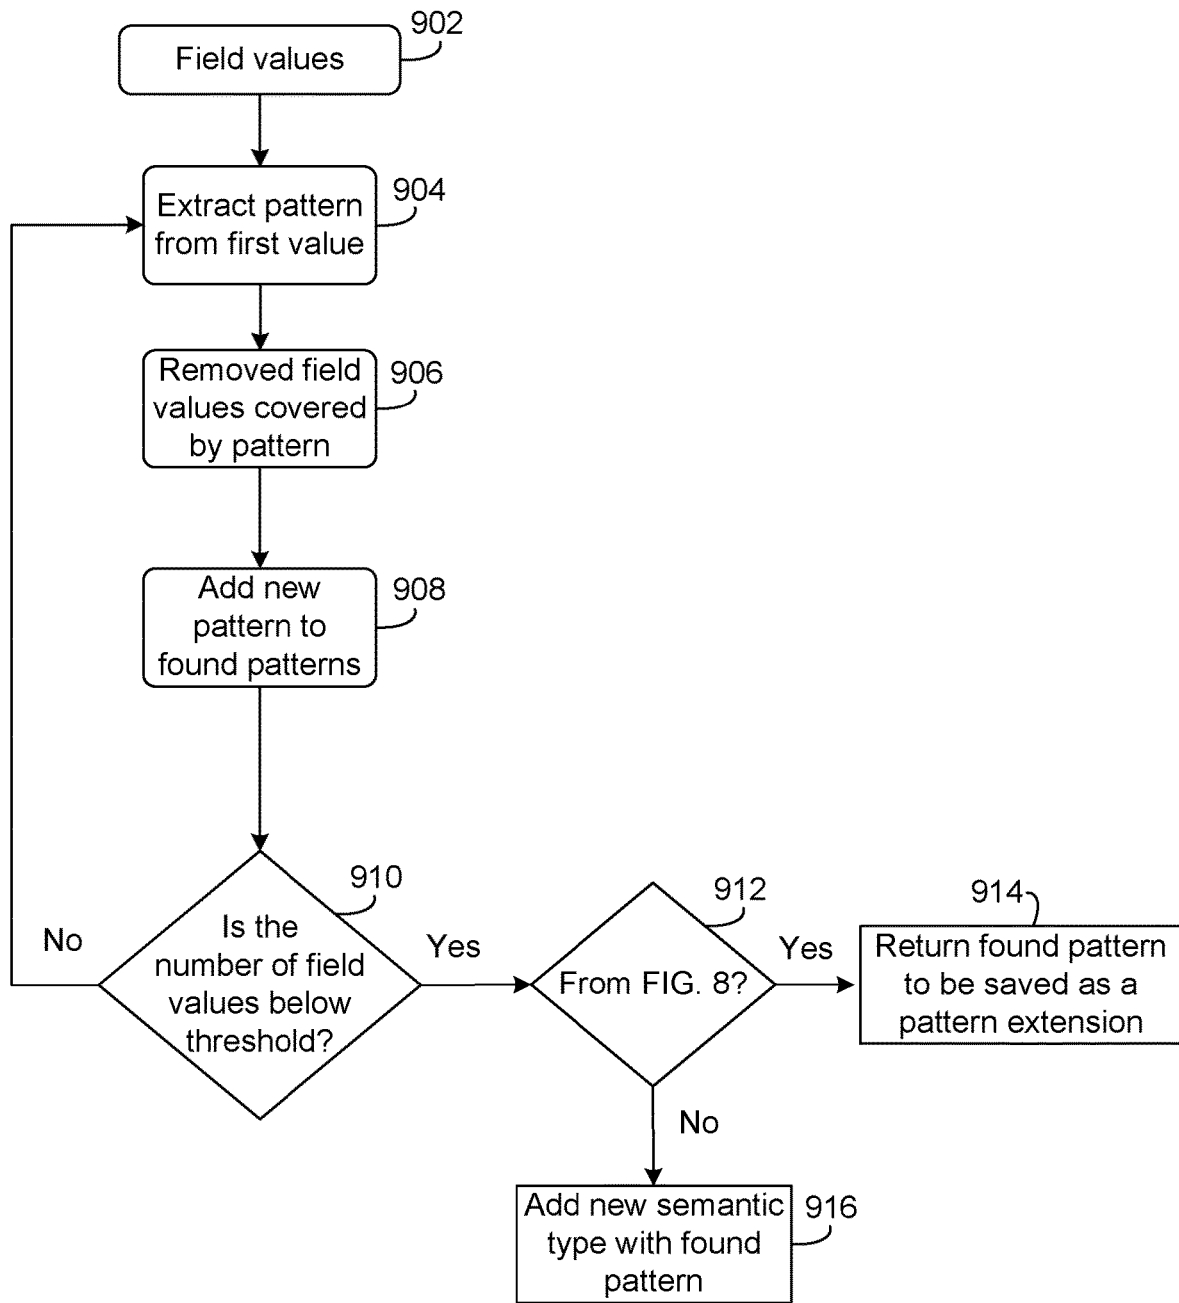 902
Field values
904
Extract pattern
from first value
Removed field
values covered
by pattern
906
Add new
pattern to
found patterns
908
910
Is the
number of field
values below
threshold?
No
Yes
912
From FIG. 8?
Yes
914
Return found pattern
to be saved as a
pattern extension
No
Add new semantic
type with found
pattern
916